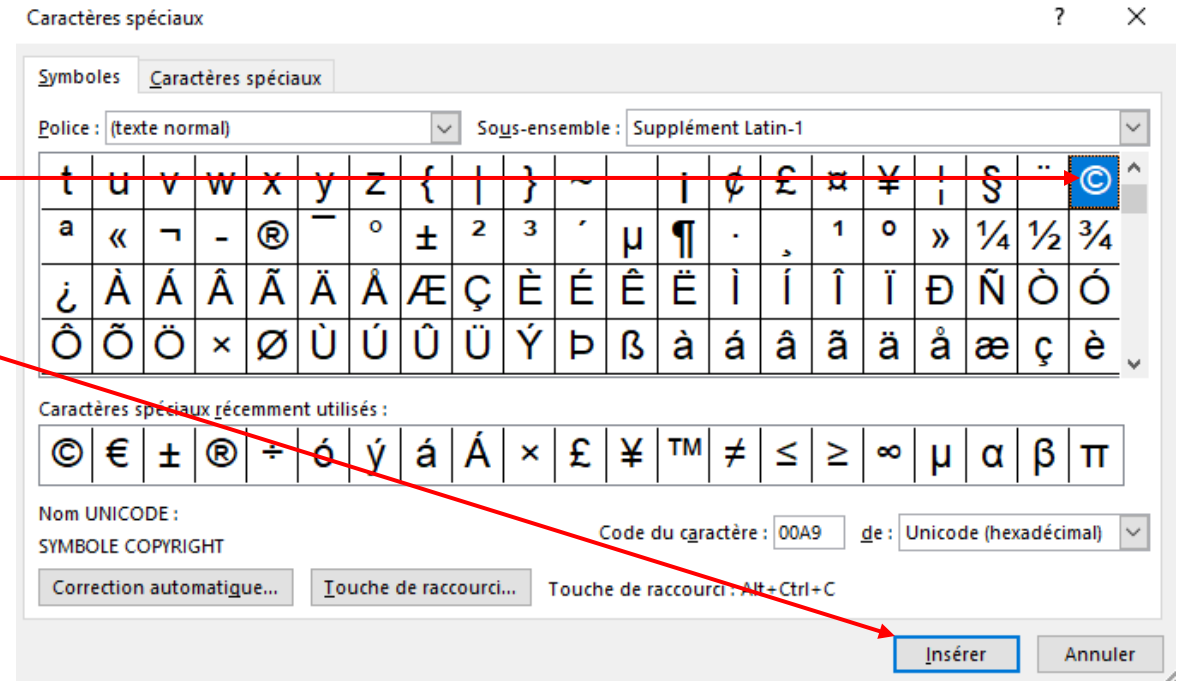 Caractères spéciaux ? ×
Symboles Caractères spéciaux
Police : (texte normal) Sous-ensemble : Supplément Latin-1
t u v w x y z { | } ~ ¡ ¢ £ ¤ ¥ ¦ § ¨ ©
ª « ¬ - ® ¯ ° ± ² ³ ´ µ ¶ · ¸ ¹ º » ¼ ½ ¾
¿ À Á Â Ã Ä Å Æ Ç È É Ê Ë Ì Í Î Ï Ð Ñ Ò Ó
Ô Õ Ö × Ø Ù Ú Û Ü Ý Þ ß à á â ã ä å æ ç è
Caractères spéciaux récemment utilisés :
© € ± ® ÷ ó ý á Á × £ ¥ ™ ≠ ≤ ≥ ∞ µ α β π
Nom UNICODE :
SYMBOLE COPYRIGHT
Code du caractère : 00A9 de : Unicode (hexadécimal)
Correction automatique... Touche de raccourci... Touche de raccourci : Alt+Ctrl+C
Insérer Annuler